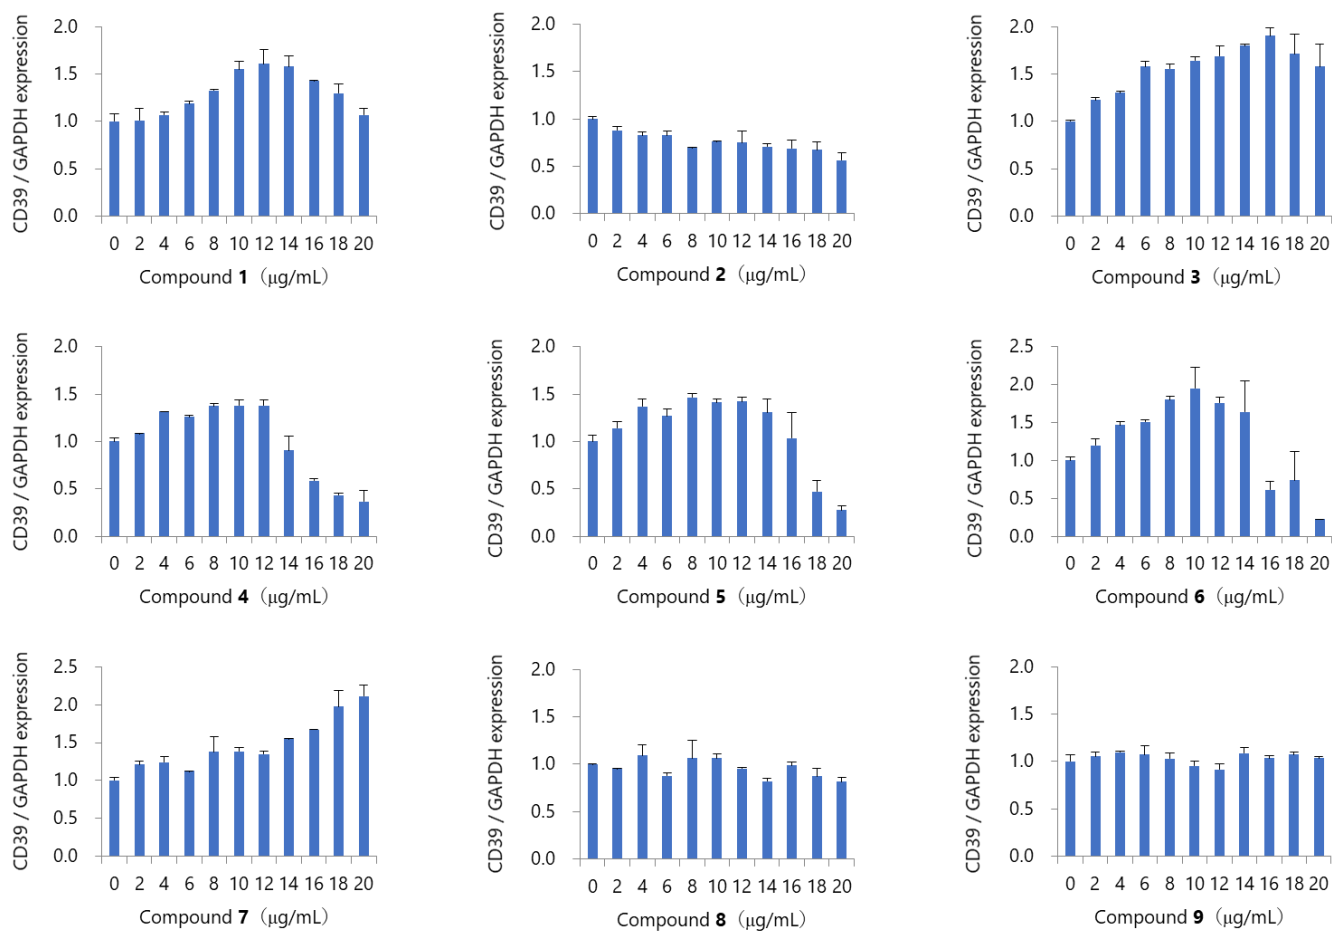 CD39 / GAPDH expression
2.0
1.5
1.0
0.5
0.0
0 2 4 6 8 10 12 14 16 18 20
Compound 1 (μg/mL)
CD39 / GAPDH expression
2.0
1.5
1.0
0.5
0.0
0 2 4 6 8 10 12 14 16 18 20
Compound 2 (μg/mL)
CD39 / GAPDH expression
2.0
1.5
1.0
0.5
0.0
0 2 4 6 8 10 12 14 16 18 20
Compound 3 (μg/mL)
CD39 / GAPDH expression
2.0
1.5
1.0
0.5
0.0
0 2 4 6 8 10 12 14 16 18 20
Compound 4 (μg/mL)
CD39 / GAPDH expression
2.0
1.5
1.0
0.5
0.0
0 2 4 6 8 10 12 14 16 18 20
Compound 5 (μg/mL)
CD39 / GAPDH expression
2.5
2.0
1.5
1.0
0.5
0.0
0 2 4 6 8 10 12 14 16 18 20
Compound 6 (μg/mL)
CD39 / GAPDH expression
2.5
2.0
1.5
1.0
0.5
0.0
0 2 4 6 8 10 12 14 16 18 20
Compound 7 (μg/mL)
CD39 / GAPDH expression
2.0
1.5
1.0
0.5
0.0
0 2 4 6 8 10 12 14 16 18 20
Compound 8 (μg/mL)
CD39 / GAPDH expression
2.0
1.5
1.0
0.5
0.0
0 2 4 6 8 10 12 14 16 18 20
Compound 9 (μg/mL)